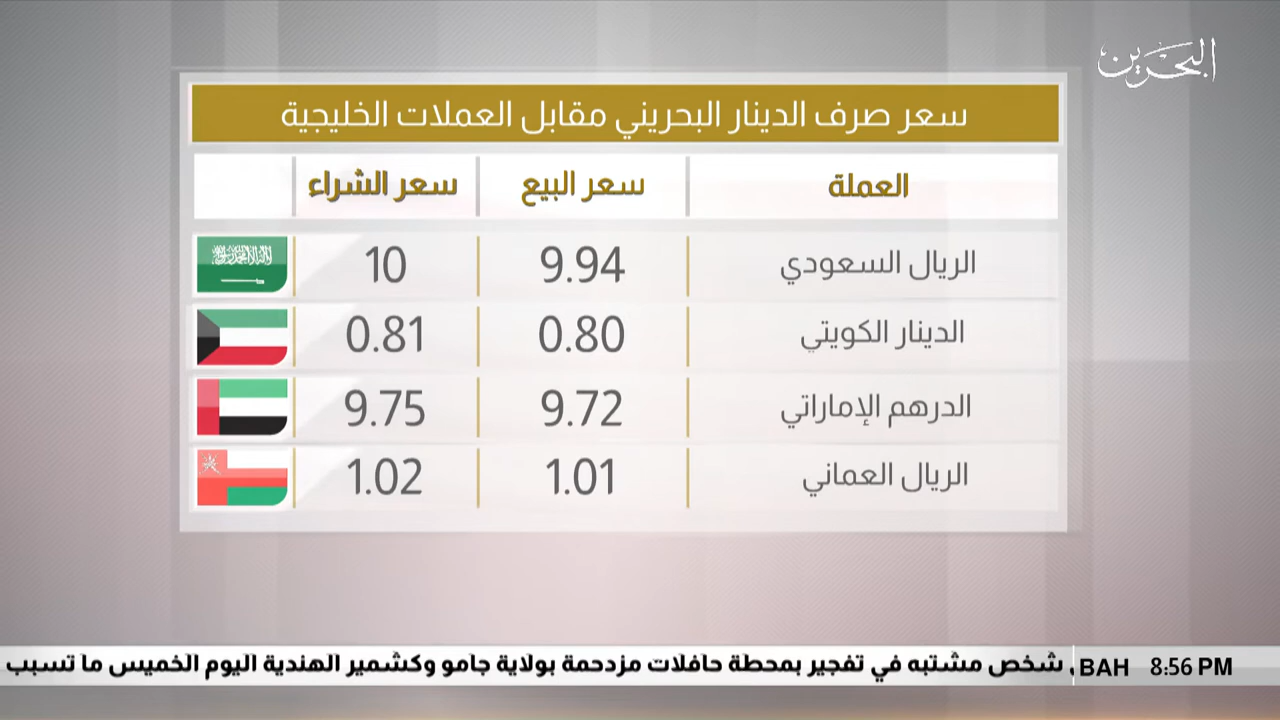 البحرين
سعر صرف الدينار البحريني مقابل العملات الخليجية
العملة سعر البيع سعر الشراء
الريال السعودي 9.94 10
الدينار الكويتي 0.80 0.81
الدرهم الإماراتي 9.72 9.75
الريال العماني 1.01 1.02
شخص مشتبه في تفجير بمحطة حافلات مزدحمة بولاية جامو وكشمير الهندية اليوم الخميس ما تسبب
BAH 8:56 PM